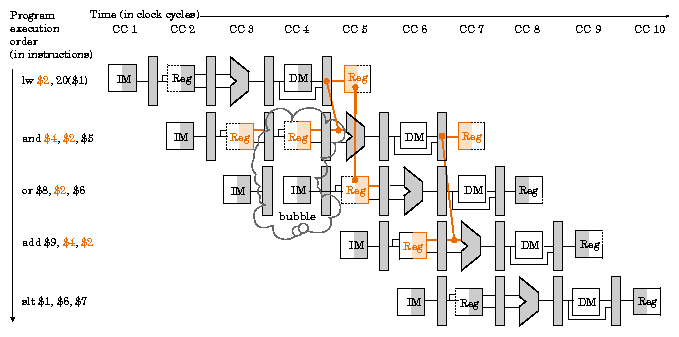 Program
execution
order
(in instructions)
Time (in clock cycles)
CC 1 CC 2 CC 3 CC 4 CC 5 CC 6 CC 7 CC 8 CC 9 CC 10
lw $2, 20($1)
IM Reg DM Reg
and $4, $2, $5
IM Reg Reg DM Reg
or $8, $2, $6
IM IM Reg DM Reg
bubble
add $9, $4, $2
IM Reg DM Reg
slt $1, $6, $7
IM Reg DM Reg